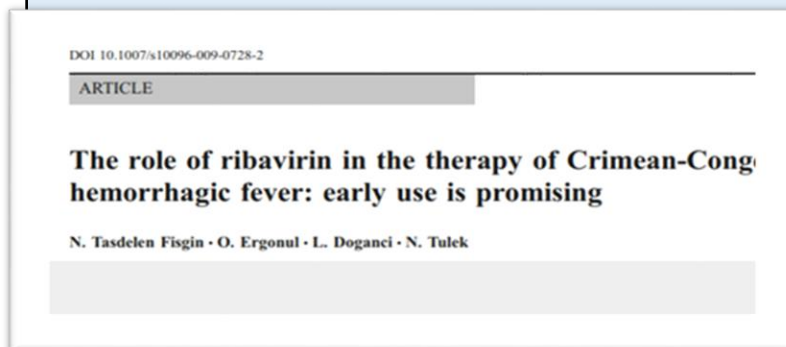 DOI 10.1007/s10096-009-0728-2
ARTICLE
The role of ribavirin in the therapy of Crimean-Cong
hemorrhagic fever: early use is promising
N. Tasdelen Fisgin · O. Ergonul · L. Doganci · N. Tulek